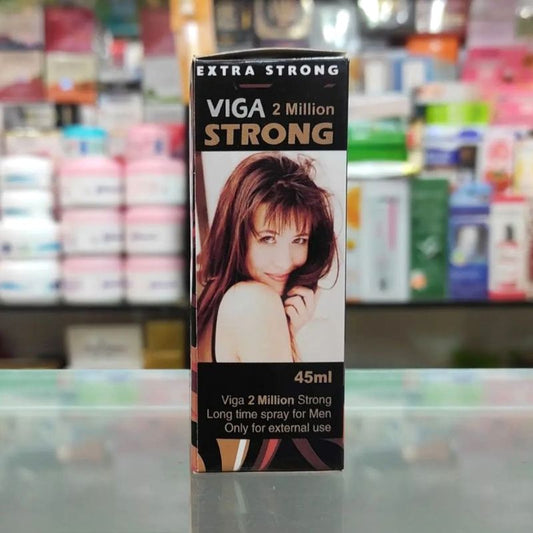 EXTRA STRONG
VIGA 2 Million
STRONG
45ml
Viga 2 Million Strong
Long time spray for Men
Only for external use